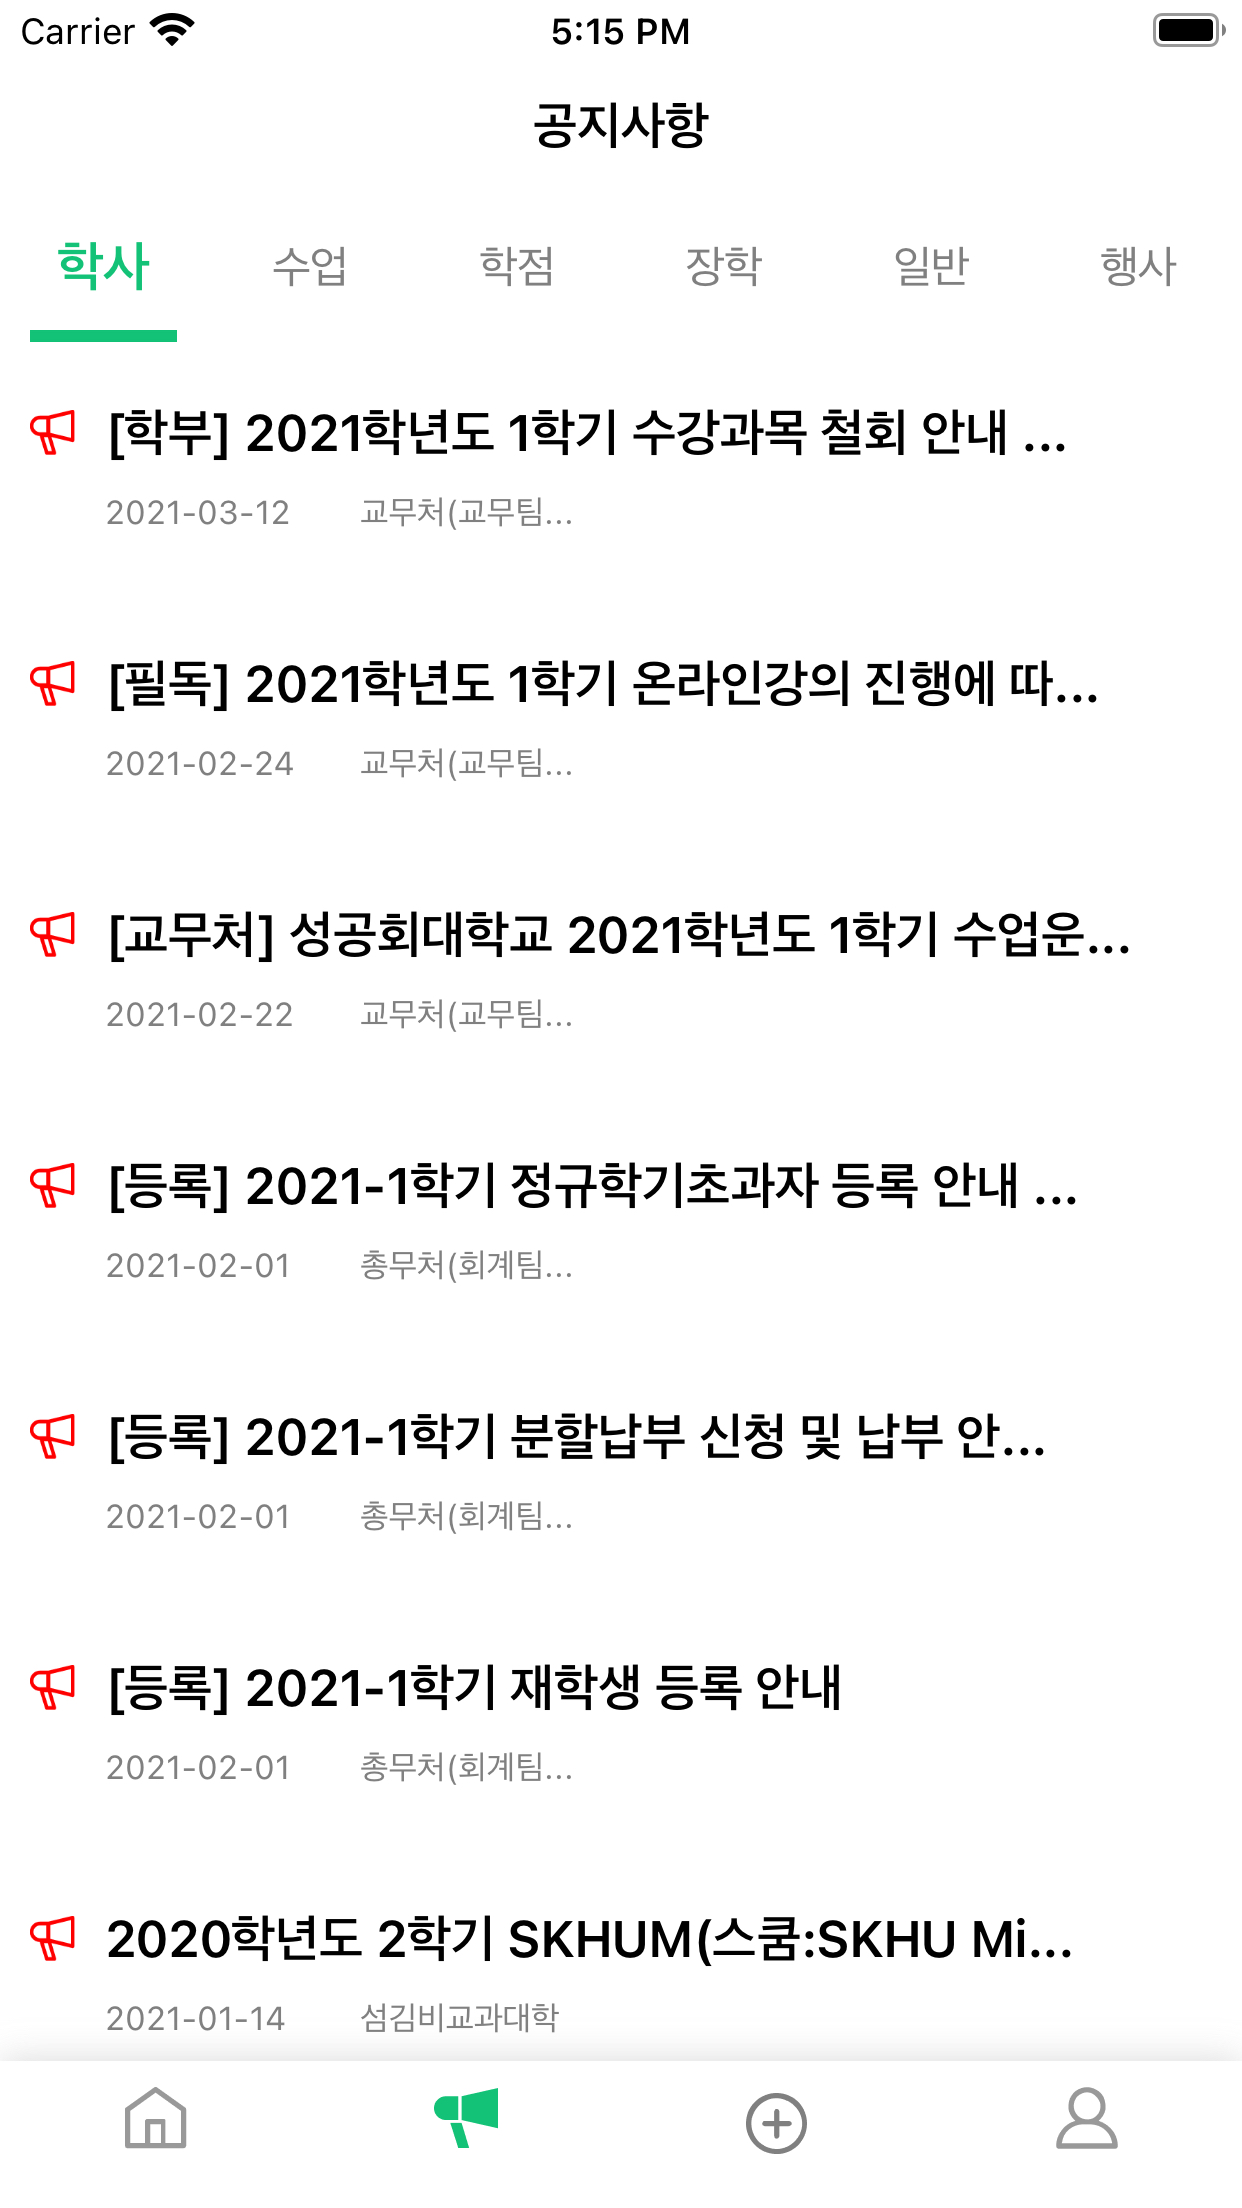 Carrier 5:15 PM
공지사항
학사 수업 학점 장학 일반 행사
[학부] 2021학년도 1학기 수강과목 철회 안내 ...
2021-03-12 교무처(교무팀...
[필독] 2021학년도 1학기 온라인강의 진행에 따...
2021-02-24 교무처(교무팀...
[교무처] 성공회대학교 2021학년도 1학기 수업운...
2021-02-22 교무처(교무팀...
[등록] 2021-1학기 정규학기초과자 등록 안내 ...
2021-02-01 총무처(회계팀...
[등록] 2021-1학기 분할납부 신청 및 납부 안...
2021-02-01 총무처(회계팀...
[등록] 2021-1학기 재학생 등록 안내
2021-02-01 총무처(회계팀...
2020학년도 2학기 SKHUM(스쿰:SKHU Mi...
2021-01-14 섬김비교과대학